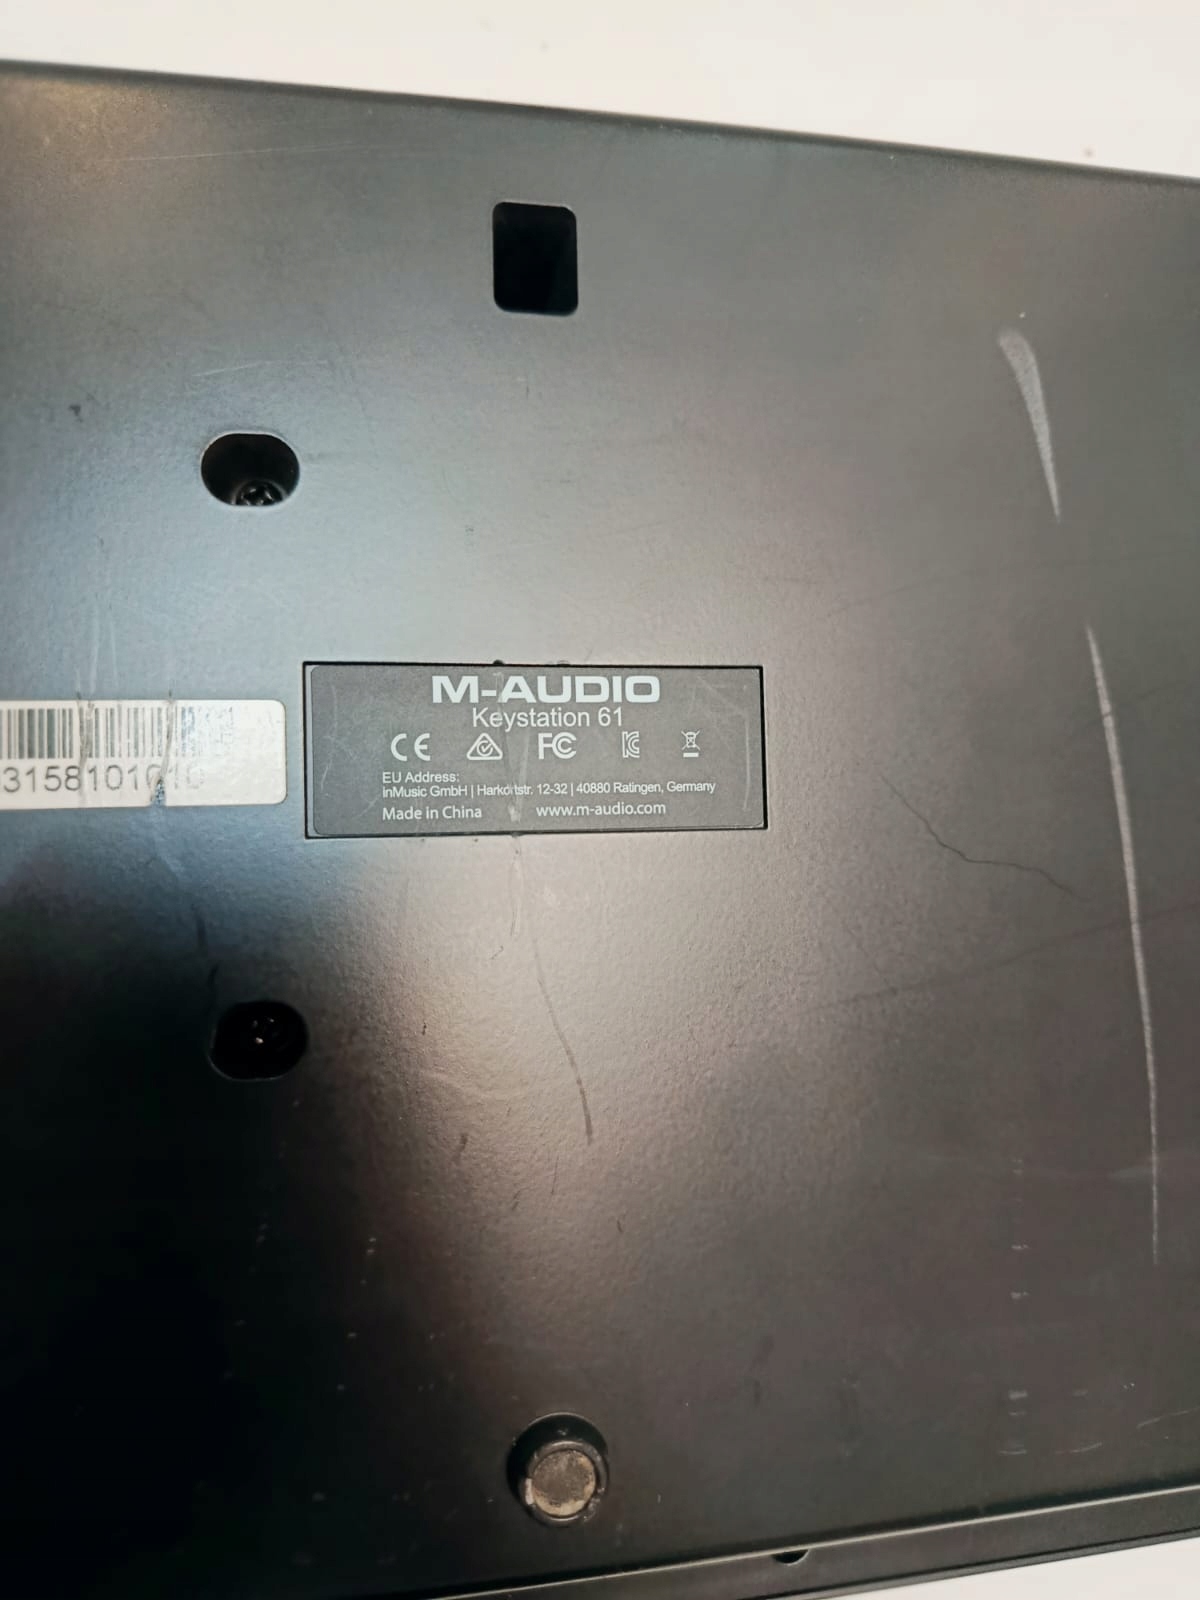 M-AUDIO
Keystation 61
CE FC
EU Address:
inMusic GmbH | Harkortstr. 12-32 | 40880 Ratingen, Germany
Made in China www.m-audio.com